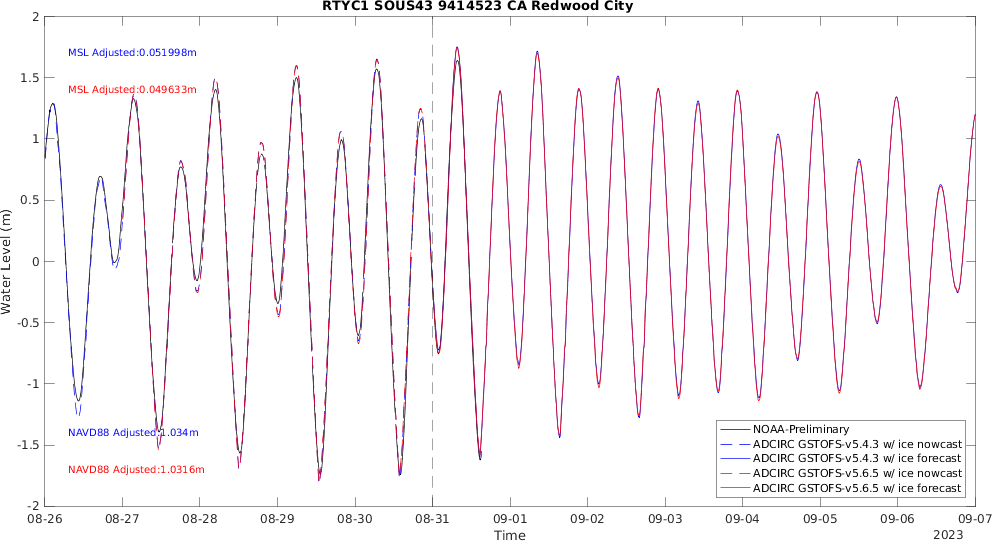 RTYC1 SOUS43 9414523 CA Redwood City
2
1.5
1
0.5
0
-0.5
-1
-1.5
-2
Water Level (m)
MSL Adjusted:0.051998m
MSL Adjusted:0.049633m
NAVD88 Adjusted:1.034m
NAVD88 Adjusted:1.0316m
NOAA-Preliminary
ADCIRC GSTOFS-v5.4.3 w/ ice nowcast
ADCIRC GSTOFS-v5.4.3 w/ ice forecast
ADCIRC GSTOFS-v5.6.5 w/ ice nowcast
ADCIRC GSTOFS-v5.6.5 w/ ice forecast
08-26 08-27 08-28 08-29 08-30 08-31 09-01 09-02 09-03 09-04 09-05 09-06 09-07
Time
2023